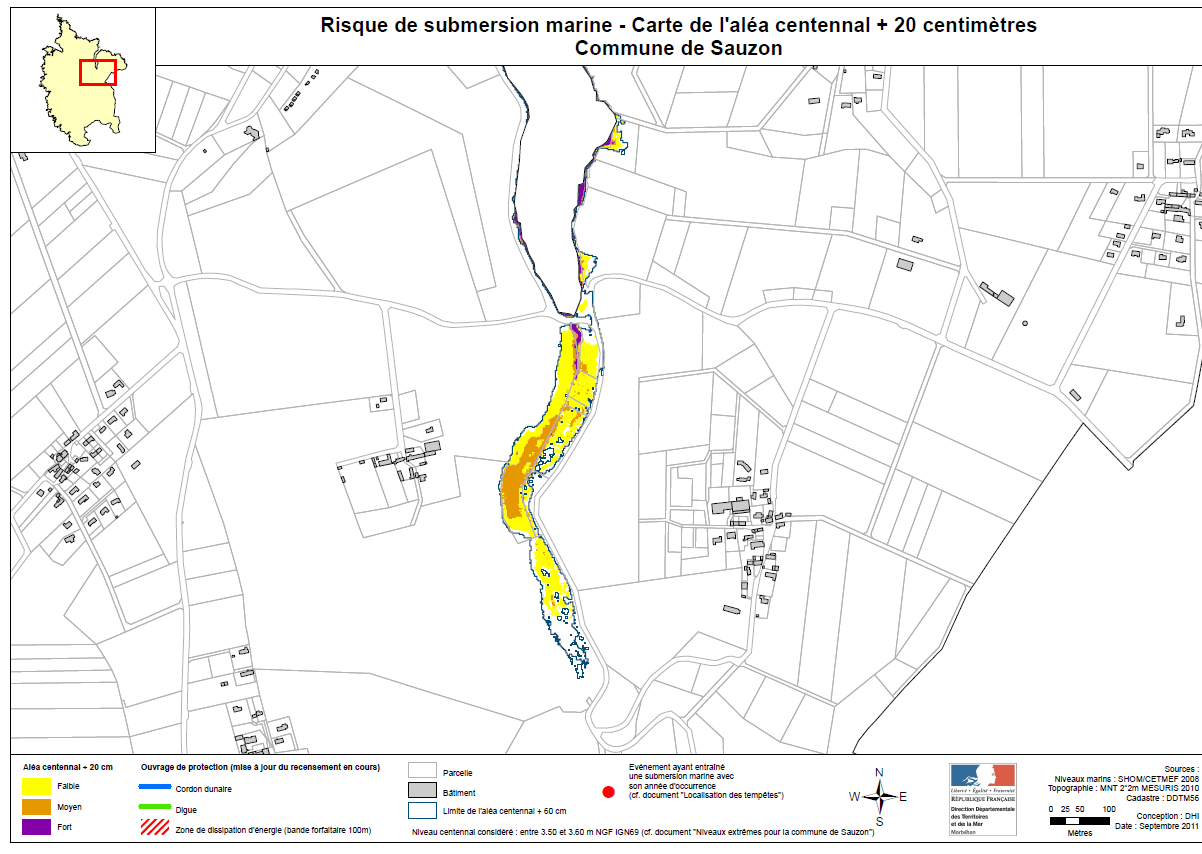 Risque de submersion marine - Carte de l'aléa centennal + 20 centimètres
Commune de Sauzon
Aléa centennal + 20 cm
Faible
Moyen
Fort
Ouvrage de protection (mise à jour du recensement en cours)
Cordon dunaire
Digue
Zone de dissipation d'énergie (bande forfaitaire 100m)
Parcelle
Bâtiment
Limite de l'aléa centennal + 60 cm
Niveau centennal considéré : entre 3.50 et 3.60 m NGF IGN69 (cf. document "Niveaux extrêmes pour la commune de Sauzon")
Evénement ayant entraîné
une submersion marine avec
son année d'occurrence
(cf. document "Localisation des tempêtes")
N
W E
S
Liberté • Égalité • Fraternité
RÉPUBLIQUE FRANÇAISE
Direction Départementale
des Territoires
et de la Mer
Morbihan
Sources :
Niveaux marins : SHOM/CETMEF 2008
Topographie : MNT 2*2m MESURIS 2010
Cadastre : DDTM56
0 25 50 100
Mètres
Conception : DHI
Date : Septembre 2011